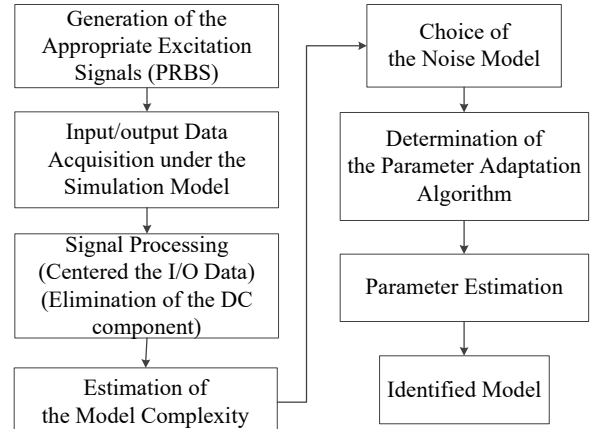 Generation of the
Appropriate Excitation
Signals (PRBS)
Input/output Data
Acquisition under the
Simulation Model
Signal Processing
(Centered the I/O Data)
(Elimination of the DC
component)
Estimation of
the Model Complexity
Choice of
the Noise Model
Determination of
the Parameter Adaptation
Algorithm
Parameter Estimation
Identified Model